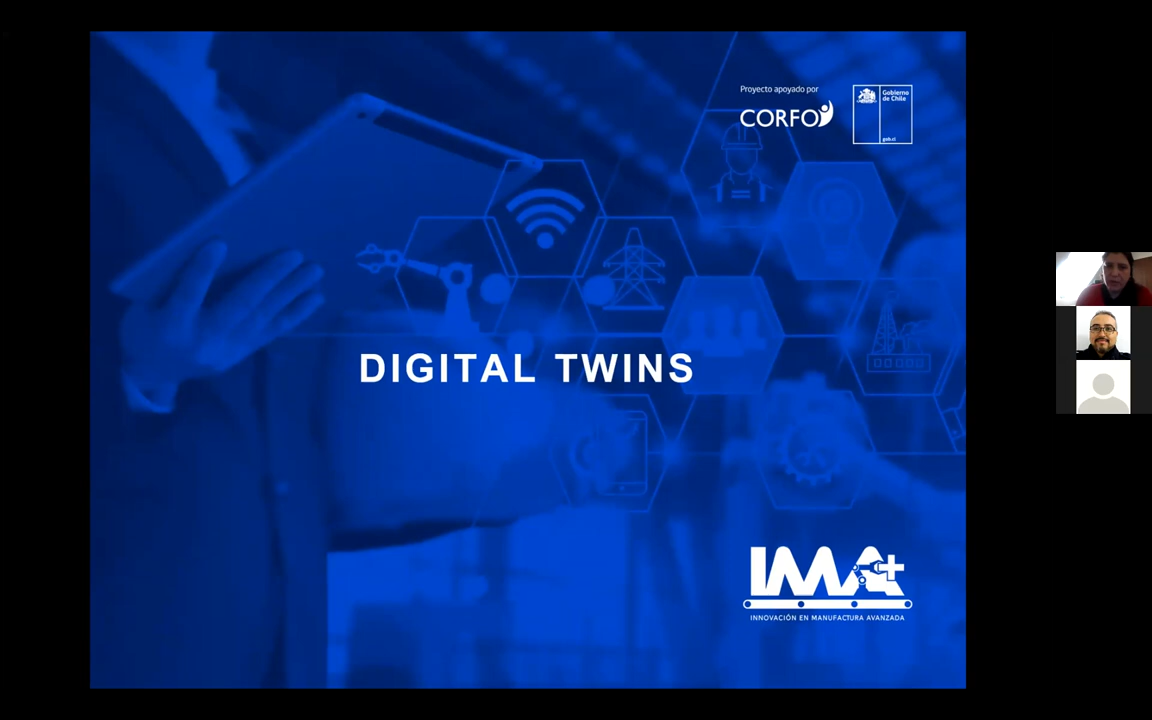 Proyecto apoyado por
CORFO
Gobierno
de Chile
gob.cl
DIGITAL TWINS
IMA+
INNOVACIÓN EN MANUFACTURA AVANZADA